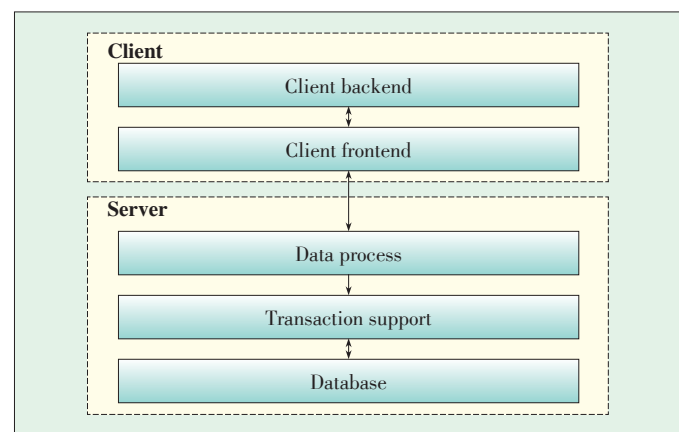 Client
Client backend
Client frontend
Server
Data process
Transaction support
Database